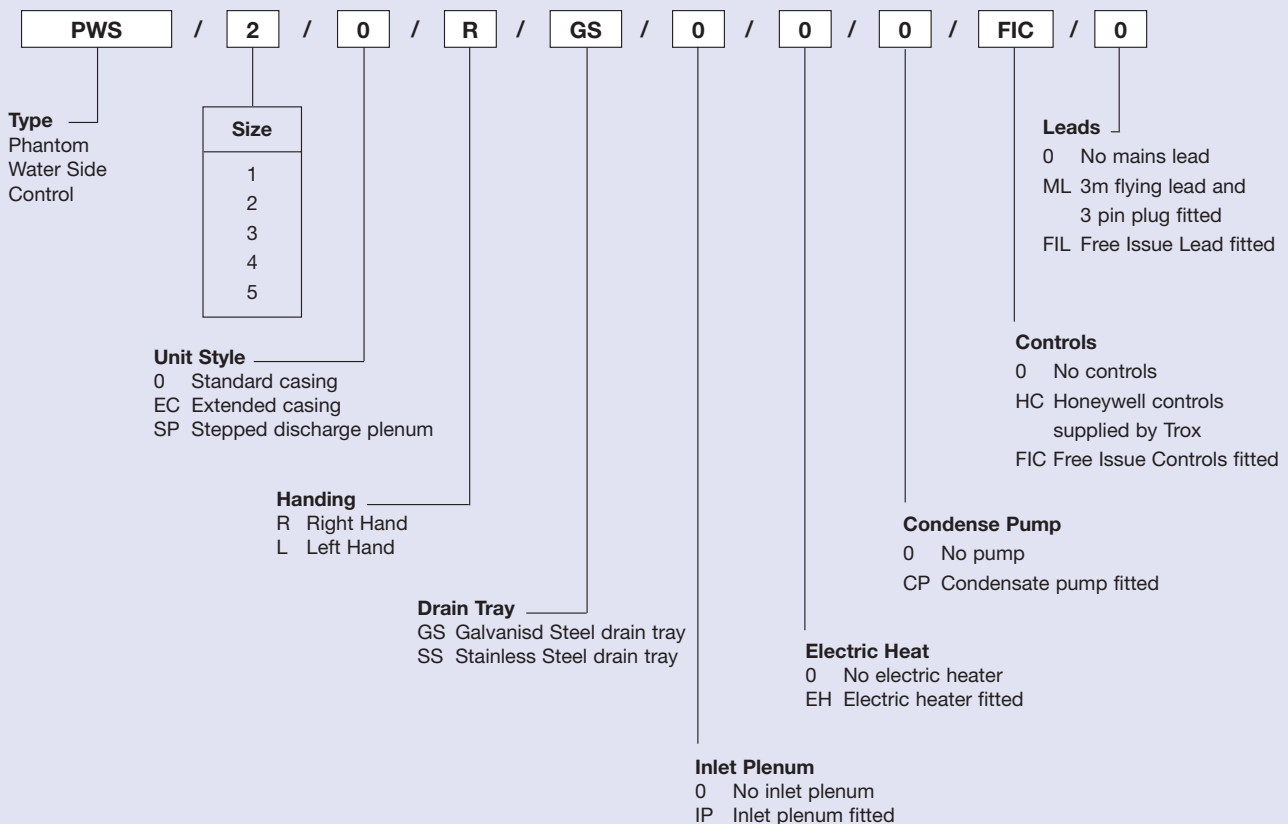 PWS / 2 / 0 / R / GS / 0 / 0 / 0 / FIC / 0
Type
Phantom
Water Side
Control
Size
1
2
3
4
5
Unit Style
0 Standard casing
EC Extended casing
SP Stepped discharge plenum
Handing
R Right Hand
L Left Hand
Drain Tray
GS Galvanisd Steel drain tray
SS Stainless Steel drain tray
Inlet Plenum
0 No inlet plenum
IP Inlet plenum fitted
Electric Heat
0 No electric heater
EH Electric heater fitted
Condense Pump
0 No pump
CP Condensate pump fitted
Controls
0 No controls
HC Honeywell controls
supplied by Trox
FIC Free Issue Controls fitted
Leads
0 No mains lead
ML 3m flying lead and
3 pin plug fitted
FIL Free Issue Lead fitted